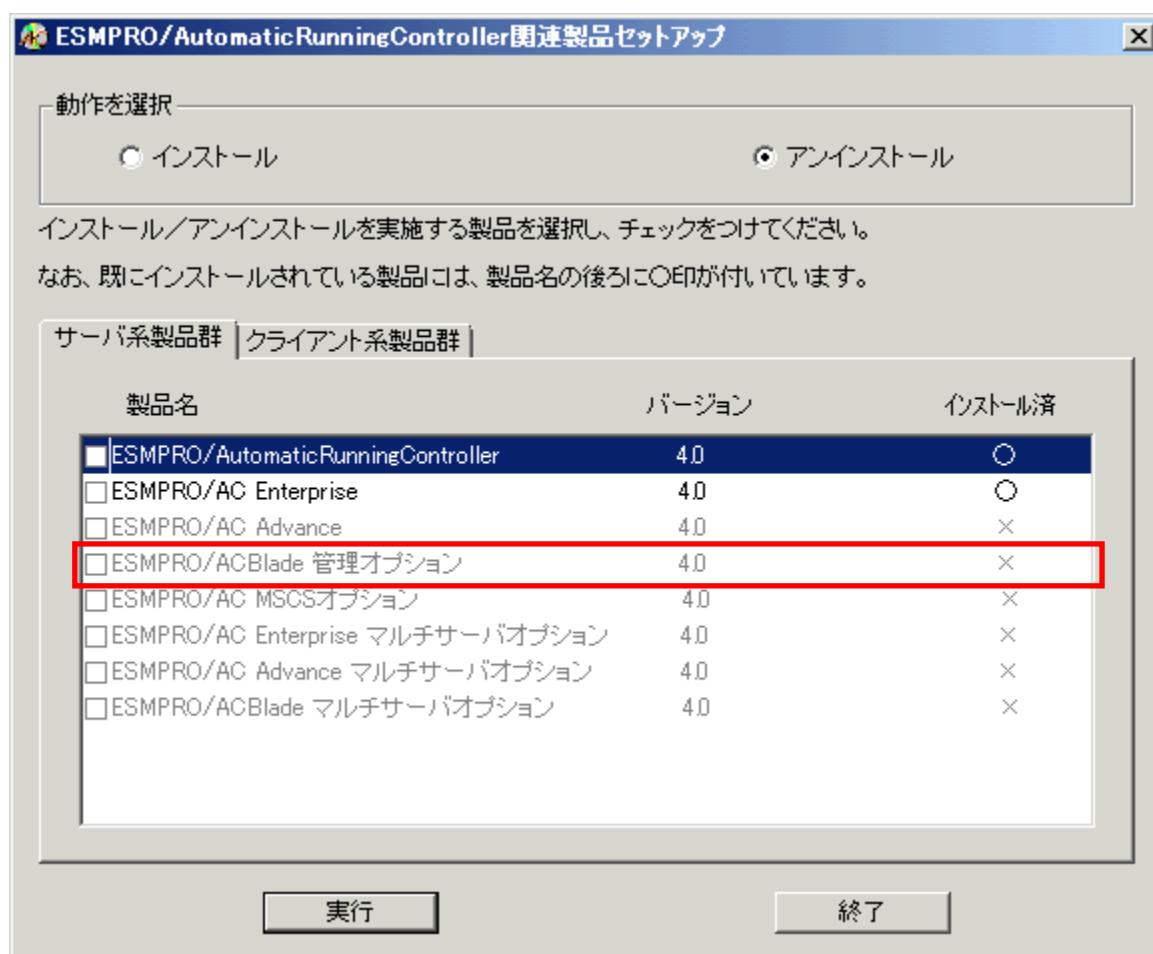 ESMPRO/AutomaticRunningController関連製品セットアップ
動作を選択
インストール
アンインストール
インストール／アンインストールを実施する製品を選択し、チェックをつけてください。
なお、既にインストールされている製品には、製品名の後ろに○印が付いています。
サーバ系製品群 クライアント系製品群
製品名 バージョン インストール済
ESMPRO/AutomaticRunningController 4.0 ○
ESMPRO/AC Enterprise 4.0 ○
ESMPRO/AC Advance 4.0 ×
ESMPRO/ACBlade 管理オプション 4.0 ×
ESMPRO/AC MSCSオプション 4.0 ×
ESMPRO/AC Enterprise マルチサーバオプション 4.0 ×
ESMPRO/AC Advance マルチサーバオプション 4.0 ×
ESMPRO/ACBlade マルチサーバオプション 4.0 ×
実行 終了